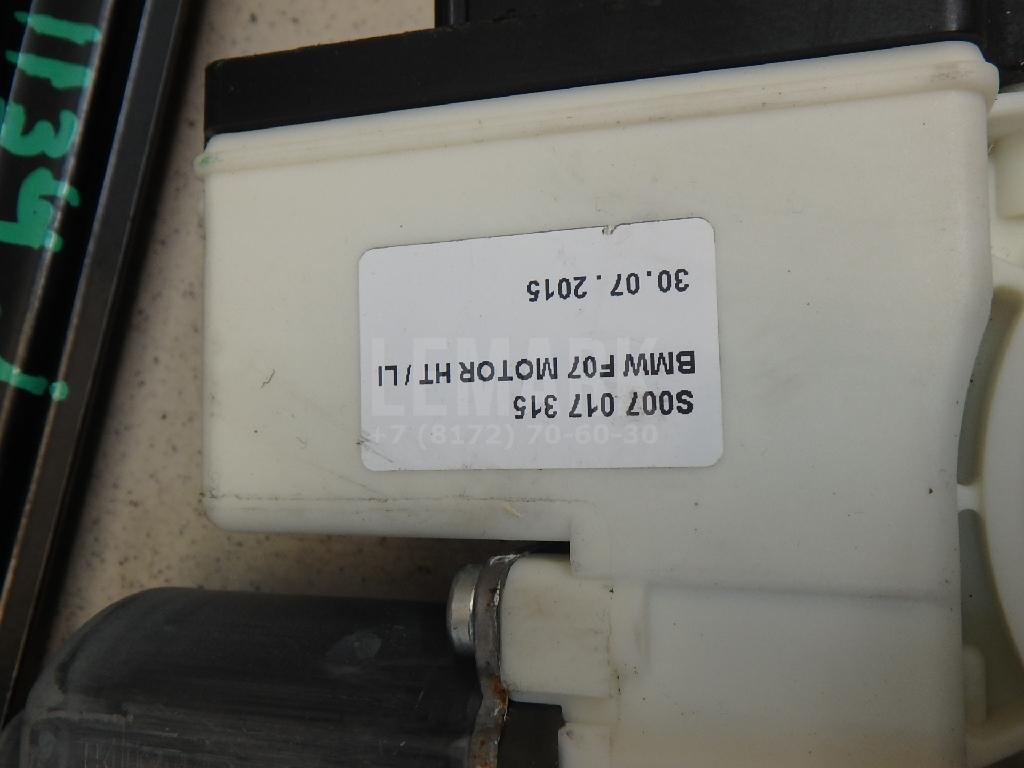 S007 017 315
BMW F07 MOTOR HT / LI
30.07.2015
LEMARK
+7 (8172) 70-60-30